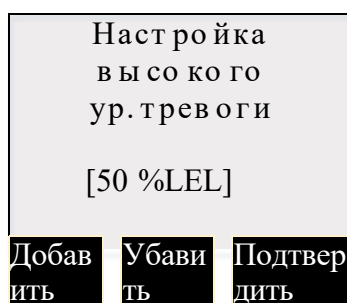 Настройка
высокого
ур.тревоги
[50 %LEL]
Добав Убави Подтвер
ить ть дить